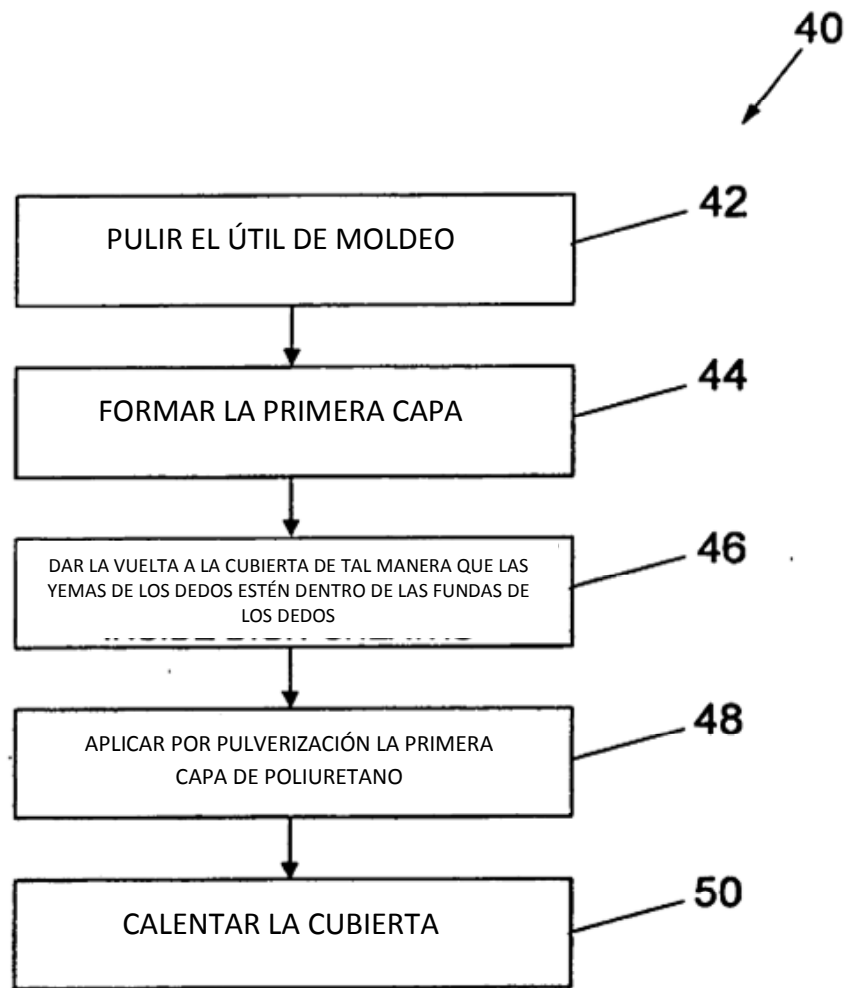 40
PULIR EL ÚTIL DE MOLDEO
42
FORMAR LA PRIMERA CAPA
44
DAR LA VUELTA A LA CUBIERTA DE TAL MANERA QUE LAS
YEMAS DE LOS DEDOS ESTÉN DENTRO DE LAS FUNDAS DE
LOS DEDOS
46
APLICAR POR PULVERIZACIÓN LA PRIMERA
CAPA DE POLIURETANO
48
CALENTAR LA CUBIERTA
50